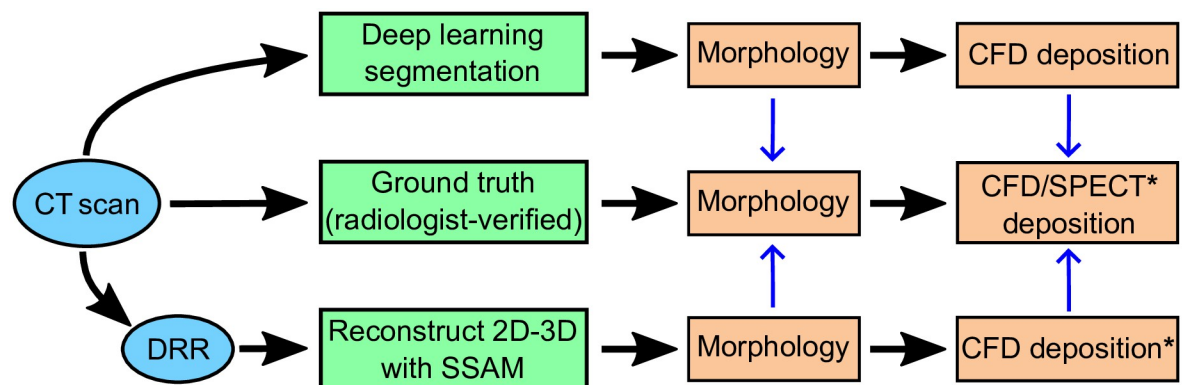 Deep learning
segmentation
Morphology
CFD deposition
CT scan
Ground truth
(radiologist-verified)
Morphology
CFD/SPECT*
deposition
DRR
Reconstruct 2D-3D
with SSAM
Morphology
CFD deposition*